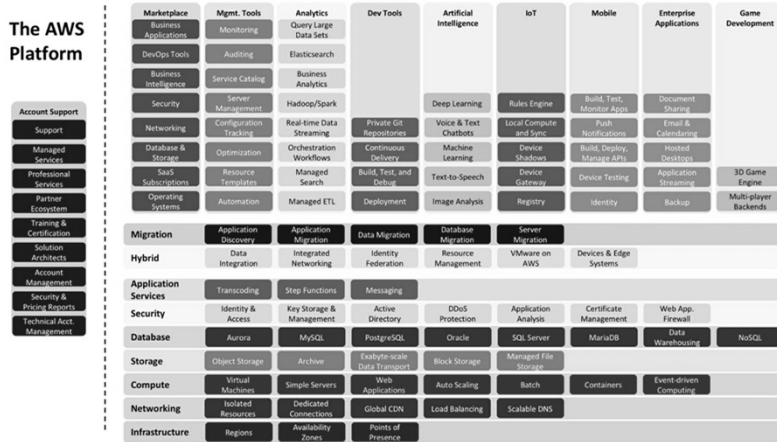 The AWS
Platform
Account Support
Support
Managed
Services
Professional
Services
Partner
Ecosystem
Training &
Certification
Solution
Architects
Account
Management
Security &
Pricing Reports
Technical Acct.
Management
Marketplace
Business
Applications
DevOps Tools
Business
Intelligence
Security
Networking
Database &
Storage
SaaS
Subscriptions
Operating
Systems
Mgmt. Tools
Monitoring
Auditing
Service Catalog
Server
Management
Configuration
Tracking
Optimization
Resource
Templates
Automation
Analytics
Query Large
Data Sets
Elasticsearch
Business
Analytics
Hadoop/Spark
Real-time Data
Streaming
Orchestration
Workflows
Managed
Search
Managed ETL
Dev Tools
Private Git
Repositories
Continuous
Delivery
Build, Test, and
Debug
Deployment
Artificial
Intelligence
Deep Learning
Voice & Text
Chatbots
Machine
Learning
Text-to-Speech
Image Analysis
IoT
Rules Engine
Local Compute
and Sync
Device
Shadows
Device
Gateway
Registry
Mobile
Build, Test,
Monitor Apps
Push
Notifications
Build, Deploy,
Manage APIs
Device Testing
Identity
Enterprise
Applications
Document
Sharing
Email &
Calendaring
Hosted
Desktops
Application
Streaming
Backup
Game
Development
3D Game
Engine
Multi-player
Backends
Migration
Application
Discovery
Application
Migration
Data Migration
Database
Migration
Server
Migration
Hybrid
Data
Integration
Integrated
Networking
Identity
Federation
Resource
Management
VMware on
AWS
Devices & Edge
Systems
Application
Services
Transcoding
Step Functions
Messaging
Security
Identity &
Access
Key Storage &
Management
Active
Directory
DDoS
Protection
Application
Analysis
Certificate
Management
Web App.
Firewall
Database
Aurora
MySQL
PostgreSQL
Oracle
SQL Server
MariaDB
Data
Warehousing
NoSQL
Storage
Object Storage
Archive
Exabyte-scale
Data Transport
Block Storage
Managed File
Storage
Compute
Virtual
Machines
Simple Servers
Web
Applications
Auto Scaling
Batch
Containers
Event-driven
Computing
Networking
Isolated
Resources
Dedicated
Connections
Global CDN
Load Balancing
Scalable DNS
Infrastructure
Regions
Availability
Zones
Points of
Presence